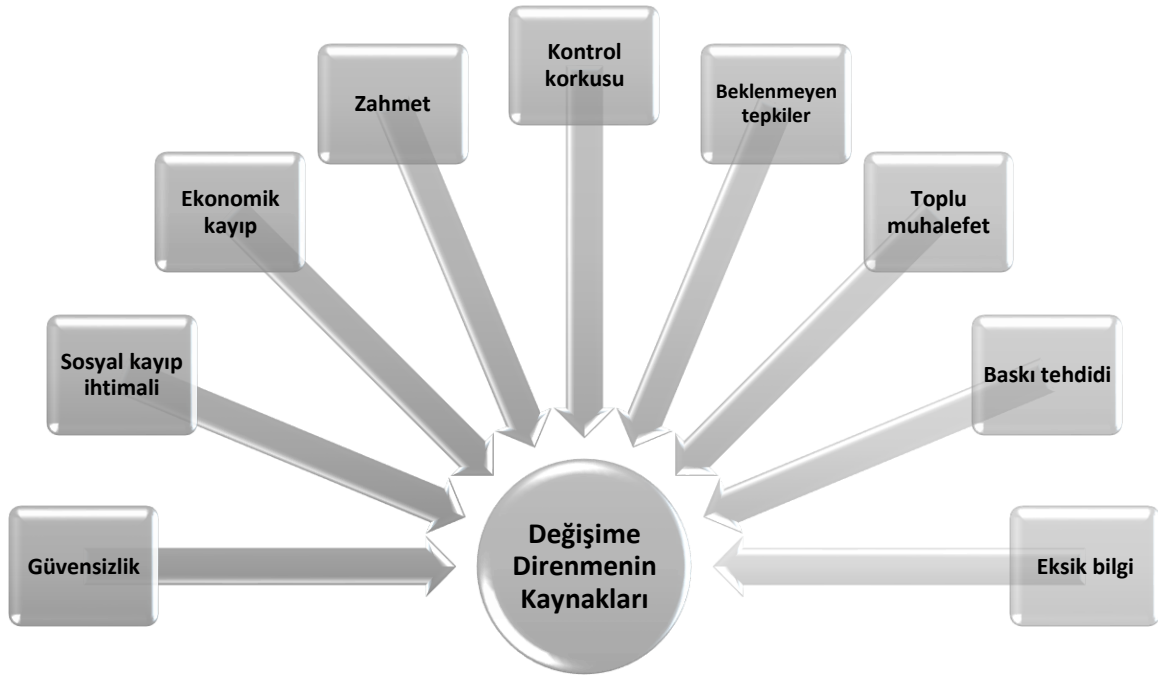 Kontrol
korkusu
Zahmet
Beklenmeyen
tepkiler
Ekonomik
kayıp
Toplu
muhalefet
Sosyal kayıp
ihtimali
Baskı tehdidi
Güvensizlik
Değişime
Direnmenin
Kaynakları
Eksik bilgi